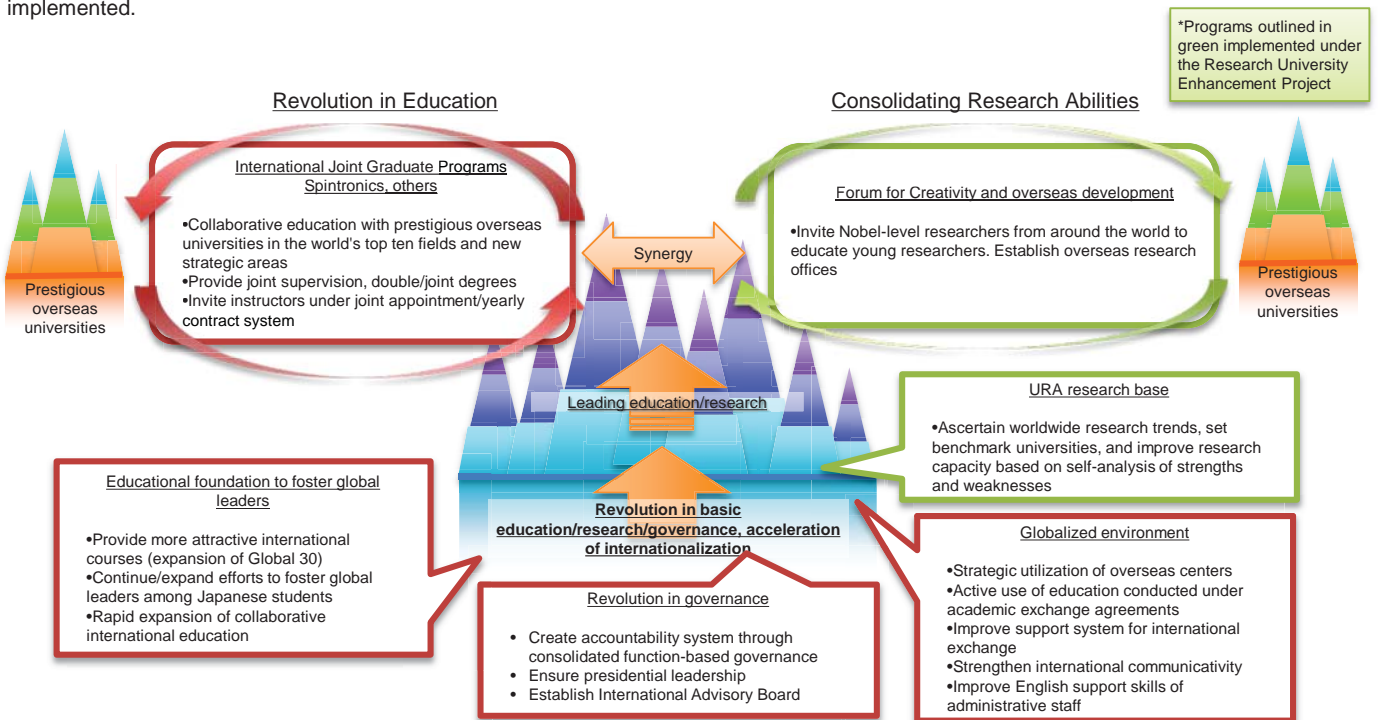 implemented.
*Programs outlined in
green implemented under
the Research University
Enhancement Project
Revolution in Education
Consolidating Research Abilities
International Joint Graduate Programs
Spintronics, others
•Collaborative education with prestigious overseas
universities in the world's top ten fields and new
strategic areas
•Provide joint supervision, double/joint degrees
•Invite instructors under joint appointment/yearly
contract system
Prestigious
overseas
universities
Synergy
Forum for Creativity and overseas development
•Invite Nobel-level researchers from around the world to
educate young researchers. Establish overseas research
offices
Prestigious
overseas
universities
Leading education/research
URA research base
•Ascertain worldwide research trends, set
benchmark universities, and improve research
capacity based on self-analysis of strengths
and weaknesses
Educational foundation to foster global
leaders
•Provide more attractive international
courses (expansion of Global 30)
•Continue/expand efforts to foster global
leaders among Japanese students
•Rapid expansion of collaborative
international education
Revolution in basic
education/research/governance, acceleration
of internationalization
Revolution in governance
• Create accountability system through
consolidated function-based governance
• Ensure presidential leadership
• Establish International Advisory Board
Globalized environment
•Strategic utilization of overseas centers
•Active use of education conducted under
academic exchange agreements
•Improve support system for international
exchange
•Strengthen international communicativity
•Improve English support skills of
administrative staff